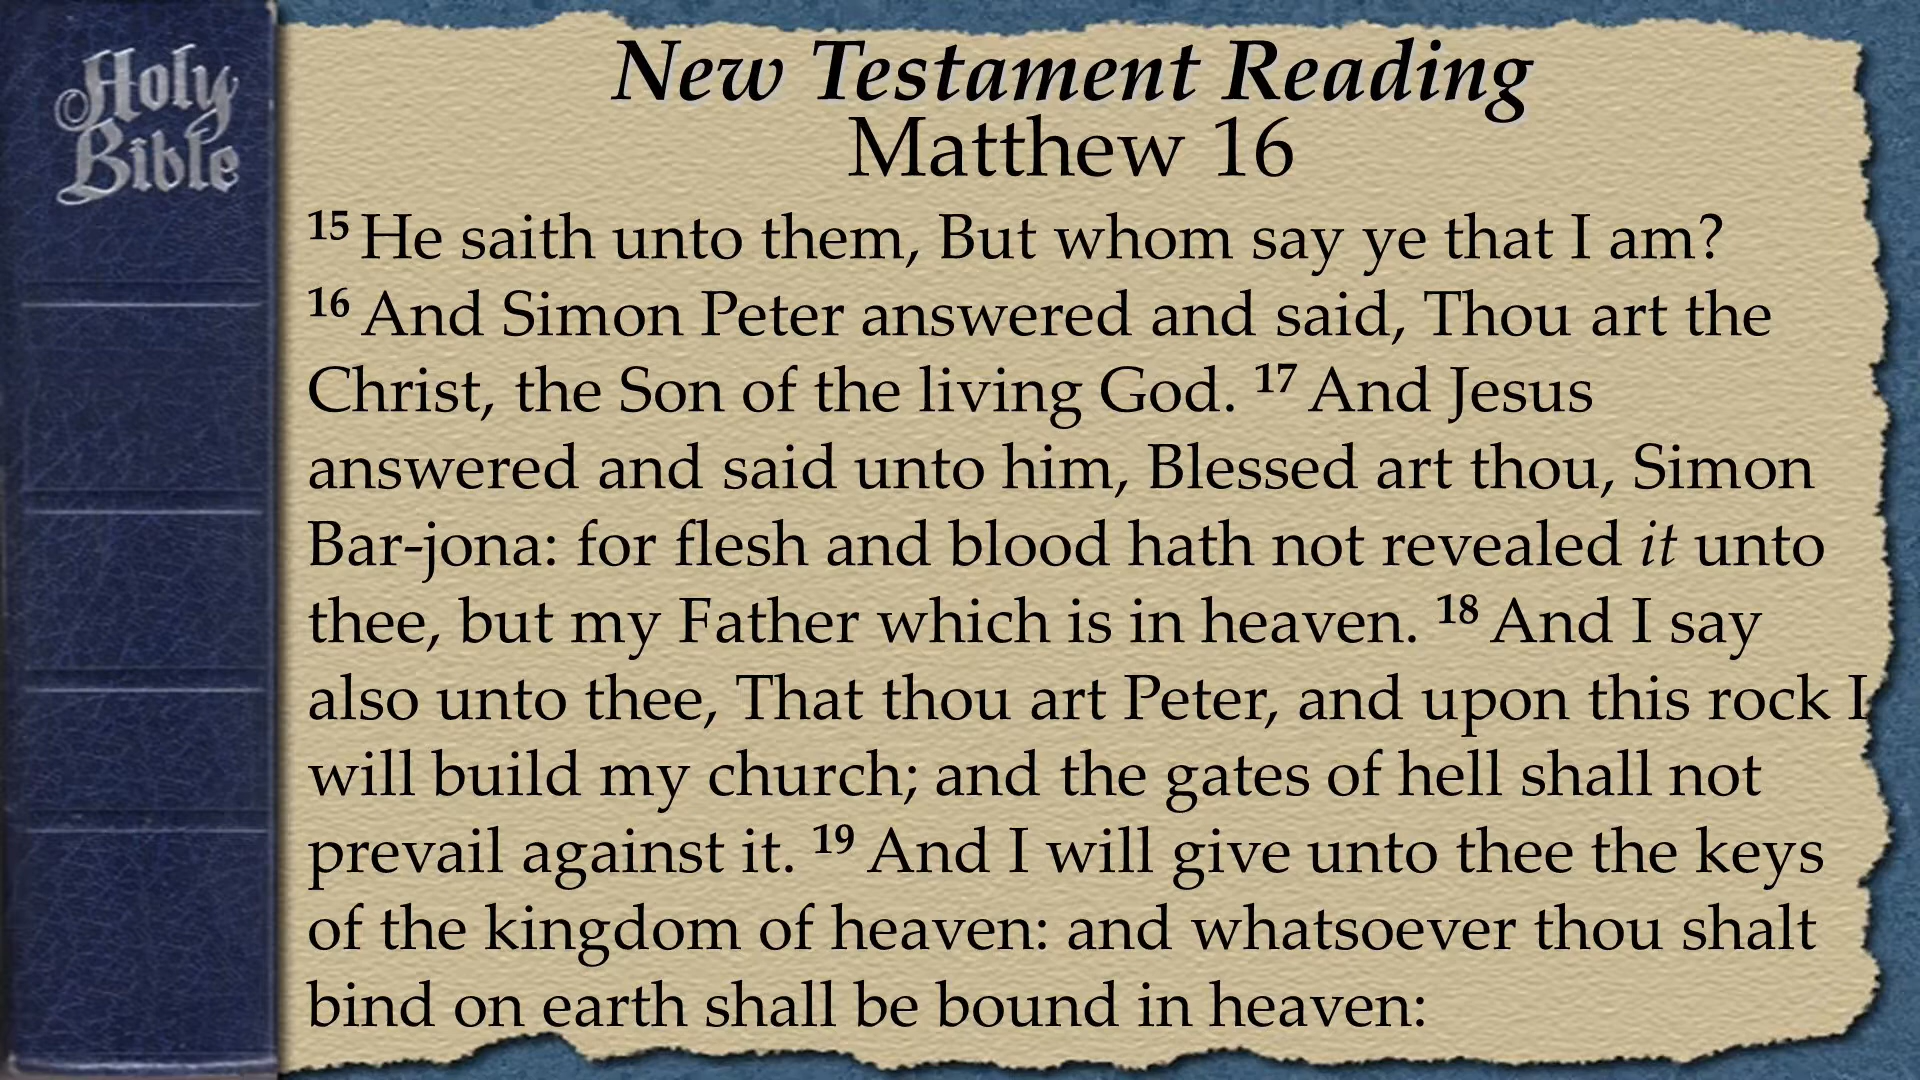 Holy
Bible
New Testament Reading
Matthew 16
15 He saith unto them, But whom say ye that I am?
16 And Simon Peter answered and said, Thou art the
Christ, the Son of the living God. 17 And Jesus
answered and said unto him, Blessed art thou, Simon
Bar-jona: for flesh and blood hath not revealed it unto
thee, but my Father which is in heaven. 18 And I say
also unto thee, That thou art Peter, and upon this rock I
will build my church; and the gates of hell shall not
prevail against it. 19 And I will give unto thee the keys
of the kingdom of heaven: and whatsoever thou shalt
bind on earth shall be bound in heaven: